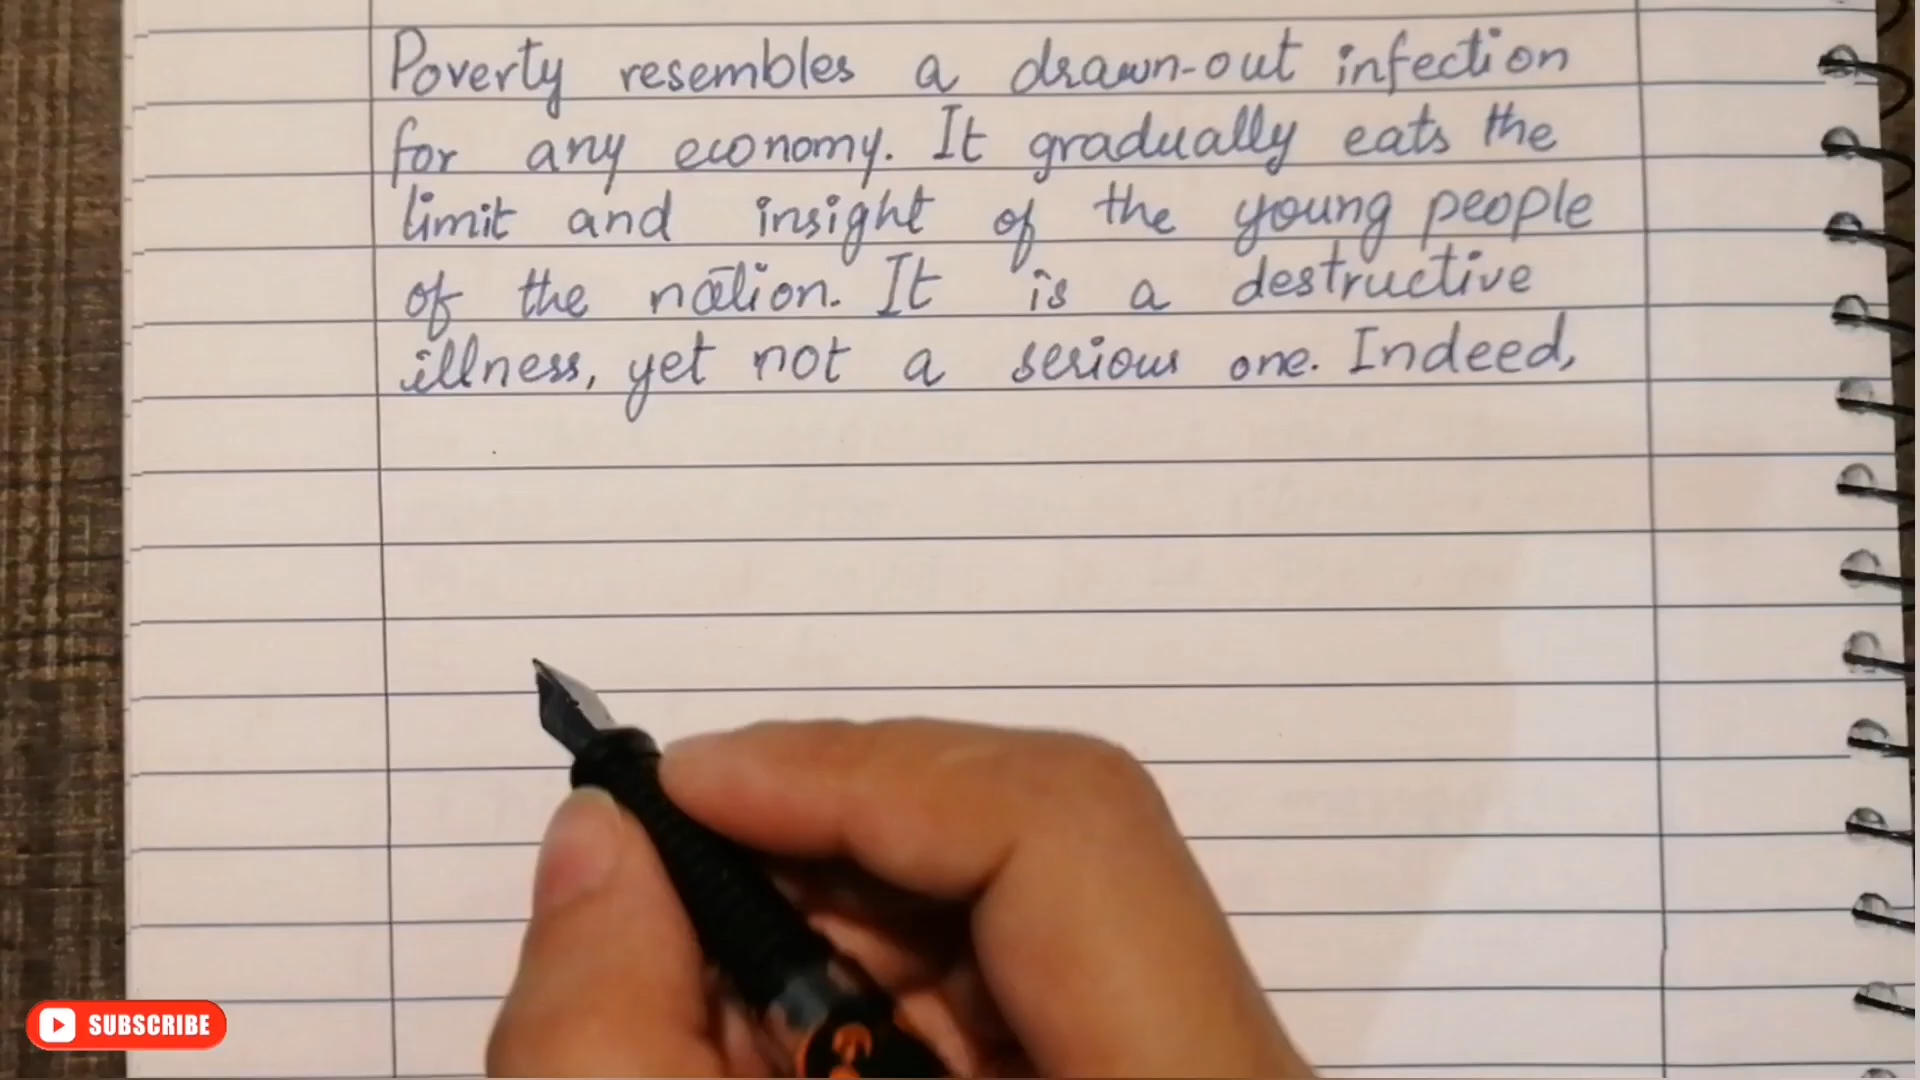 Poverty resembles a drawn-out infection
for any economy. It gradually eats the
limit and insight of the young people
of the nation. It is a destructive
illness, yet not a serious one. Indeed,
SUBSCRIBE